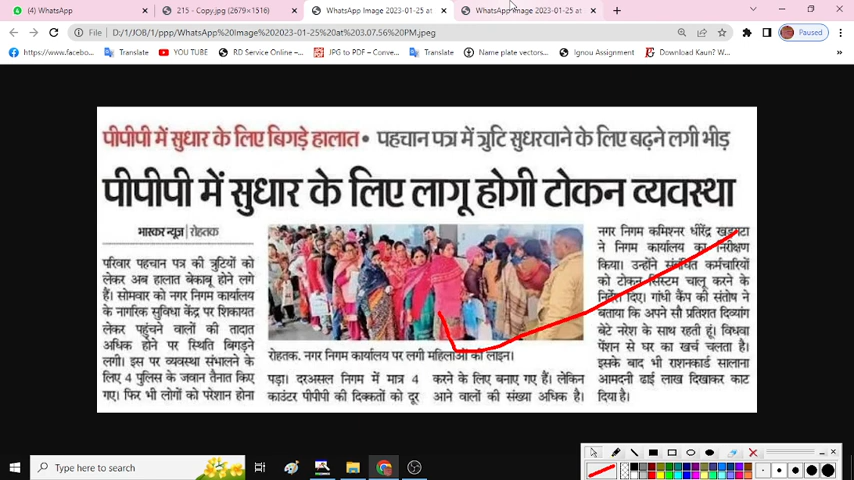 (4) WhatsApp
215 - Copy.jpg (2679×1516)
WhatsApp Image 2023-01-25 at
WhatsApp Image 2023-01-25 at
File
D:/1/JOB/1/ppp/WhatsApp%20Image%202023-01-25%20at%203.07.56%20PM.jpeg
Paused
https://www.facebo...
Translate
YOU TUBE
RD Service Online –...
JPG to PDF – Conve...
Translate
Name plate vectors...
Ignou Assignment
Download Kaun? W...
पीपीपी में सुधार के लिए बिगड़े हालात • पहचान पत्र में त्रुटि सुधरवाने के लिए बढ़ने लगी भीड़
पीपीपी में सुधार के लिए लागू होगी टोकन व्यवस्था
भास्कर न्यूज | रोहतक
परिवार पहचान पत्र की त्रुटियों को
लेकर अब हालात बेकाबू होने लगे
हैं। सोमवार को नगर निगम कार्यालय
के नागरिक सुविधा केंद्र पर शिकायत
लेकर पहुंचने वालों की तादात
अधिक होने पर स्थिति बिगड़ने
लगी। इस पर व्यवस्था संभालने के
लिए 4 पुलिस के जवान तैनात किए
गए। फिर भी लोगों को परेशान होना
रोहतक. नगर निगम कार्यालय पर लगी महिलाओं की लाइन।
पड़ा। दरअसल निगम में मात्र 4
काउंटर पीपीपी की दिक्कतों को दूर
करने के लिए बनाए गए हैं। लेकिन
आने वालों की संख्या अधिक है।
नगर निगम कमिश्नर धीरेंद्र खड़गटा
ने निगम कार्यालय का निरीक्षण
किया। उन्होंने संबंधित कर्मचारियों
को टोकन सिस्टम चालू करने के
निर्देश दिए। गांधी कैंप की संतोष ने
बताया कि अपने सौ प्रतिशत दिव्यांग
बेटे नरेश के साथ रहती हूं। विधवा
पेंशन से घर का खर्च चलता है।
इसके बाद भी राशनकार्ड सालाना
आमदनी ढाई लाख दिखाकर काट
दिया है।
Type here to search